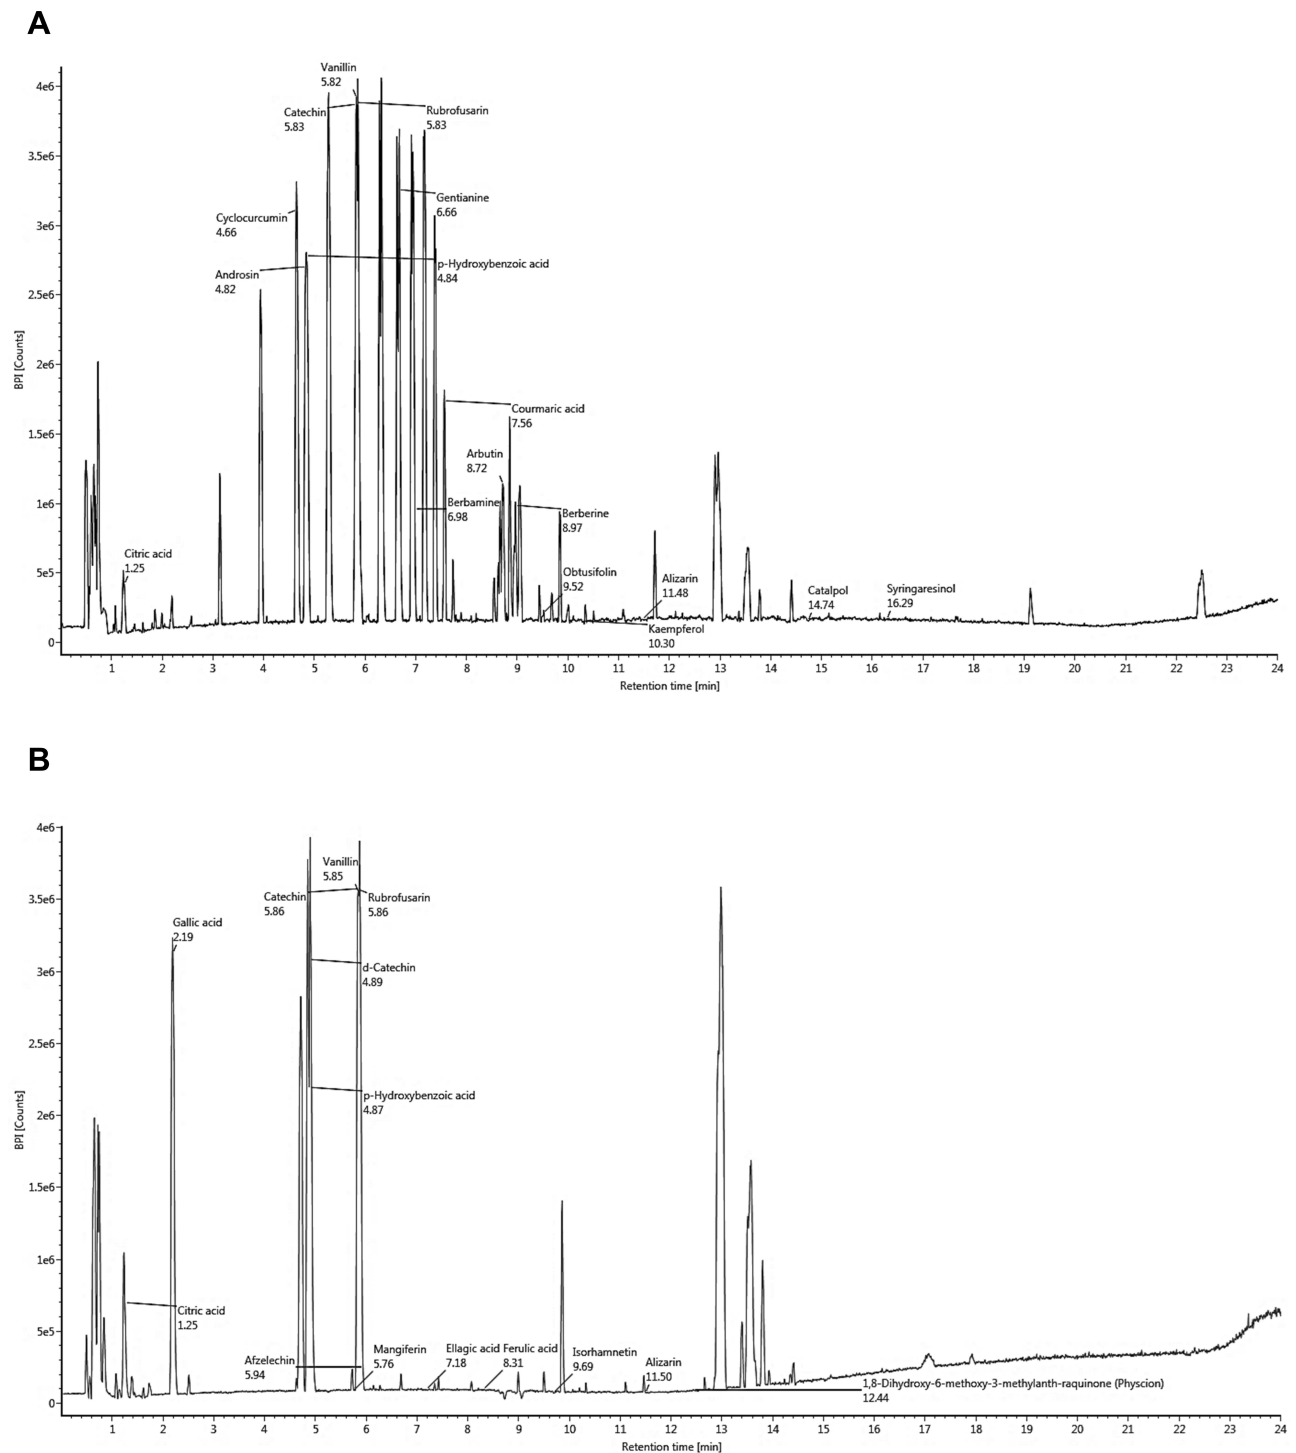 A
Vanillin
5.82
4e6
Catechin
5.83
Rubrofusarin
5.83
3.5e6
Gentianine
6.66
Cyclocurcumin
4.66
3e6
p-Hydroxybenzoic acid
4.84
Androsin
4.82
2.5e6
2e6
BPI [Counts]
Courmaric acid
7.56
1.5e6
Arbutin
8.72
Berbamine
6.98
Berberine
8.97
1e6
Citric acid
1.25
5e5
Obtusifolin
9.52
Alizarin
11.48
Catalpol
14.74
Syringaresinol
16.29
Kaempferol
10.30
0
1 2 3 4 5 6 7 8 9 10 11 12 13 14 15 16 17 18 19 20 21 22 23 24
Retention time [min]
B
4e6
Vanillin
5.85
Catechin
5.86
Rubrofusarin
5.86
3.5e6
Gallic acid
2.19
d-Catechin
4.89
3e6
2.5e6
p-Hydroxybenzoic acid
4.87
2e6
BPI [Counts]
1.5e6
1e6
Citric acid
1.25
5e5
Afzelechin
5.94
Mangiferin
5.76
Ellagic acid
7.18
Ferulic acid
8.31
Isorhamnetin
9.69
Alizarin
11.50
1,8-Dihydroxy-6-methoxy-3-methylanth-raquinone (Physcion)
12.44
0
1 2 3 4 5 6 7 8 9 10 11 12 13 14 15 16 17 18 19 20 21 22 23 24
Retention time [min]